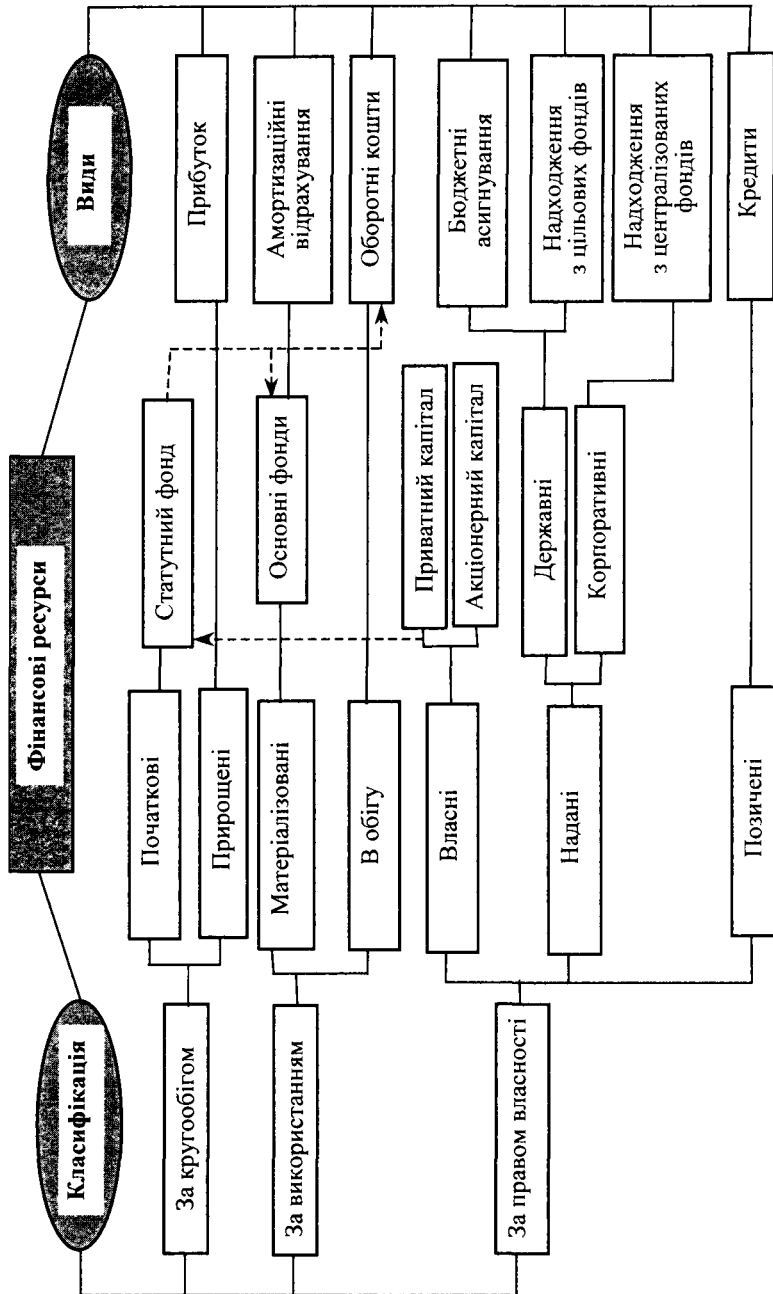 Фінансові ресурси
Класифікація
Види
За кругообігом
Початкові
Статутний фонд
Прирощені
Прибуток
За використанням
Матеріалізовані
Основні фонди
Амортизаційні
відрахування
В обігу
Оборотні кошти
За правом власності
Власні
Приватний капітал
Акціонерний капітал
Надані
Державні
Бюджетні
асигнування
Надходження
з цільових фондів
Корпоративні
Надходження
з централізованих
фондів
Позичені
Кредити